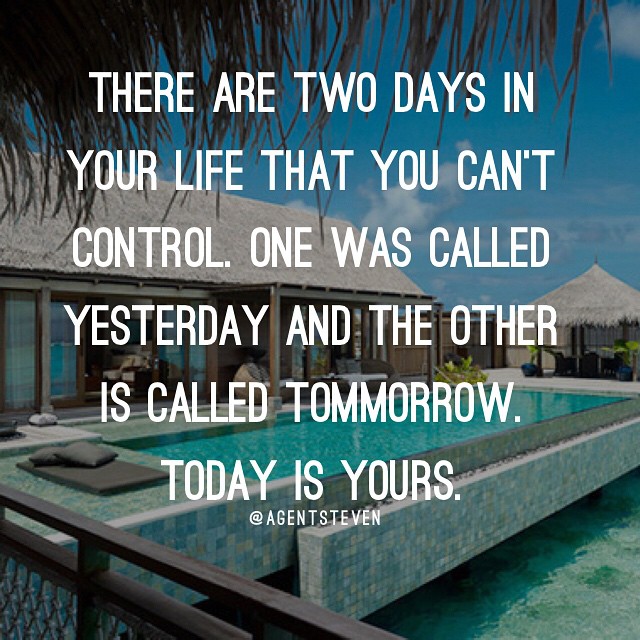 THERE ARE TWO DAYS IN
YOUR LIFE THAT YOU CAN'T
CONTROL. ONE WAS CALLED
YESTERDAY AND THE OTHER
IS CALLED TOMMORROW.
TODAY IS YOURS.
@AGENTSTEVEN